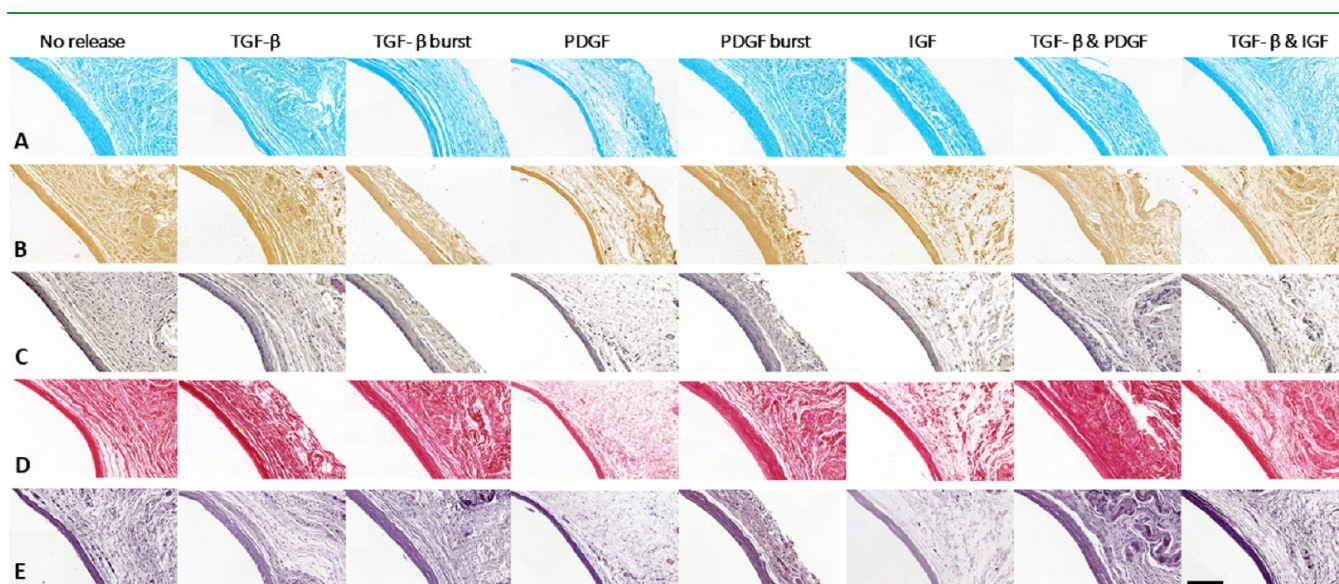 No release TGF-β TGF- β burst PDGF PDGF burst IGF TGF- β & PDGF TGF- β & IGF
A
B
C
D
E